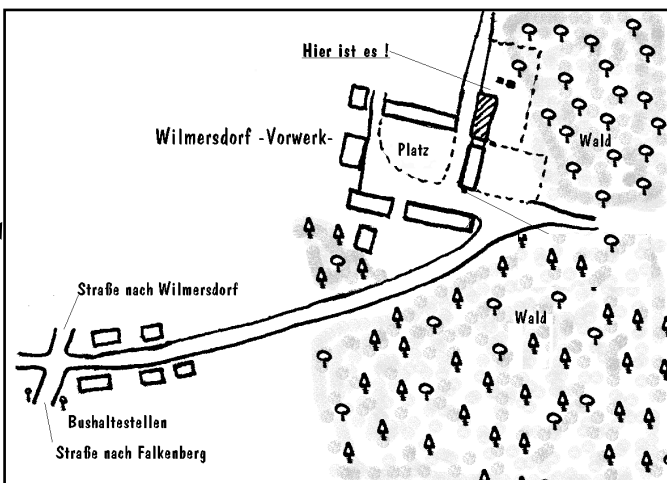 Hier ist es !
Wilmersdorf -Vorwerk-
Platz
Wald
Straße nach Wilmersdorf
Wald
Bushaltestellen
Straße nach Falkenberg